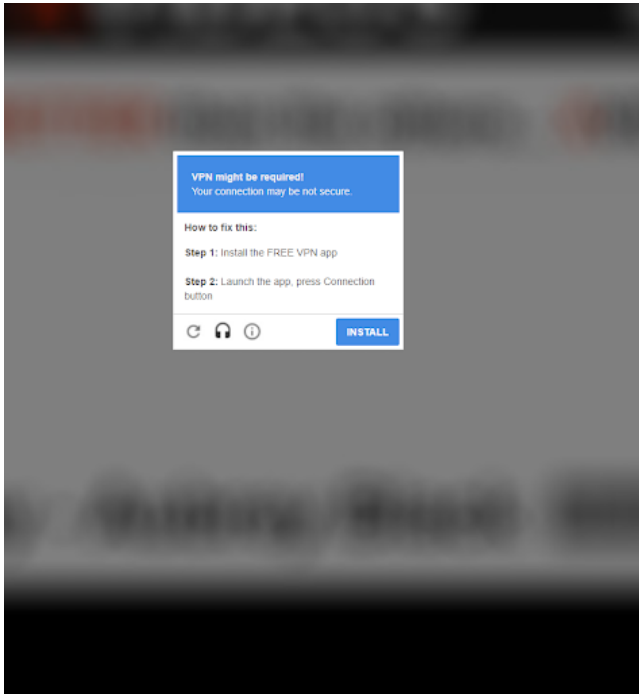 VPN might be required!
Your connection may be not secure.
How to fix this:
Step 1: Install the FREE VPN app
Step 2: Launch the app, press Connection
button
INSTALL